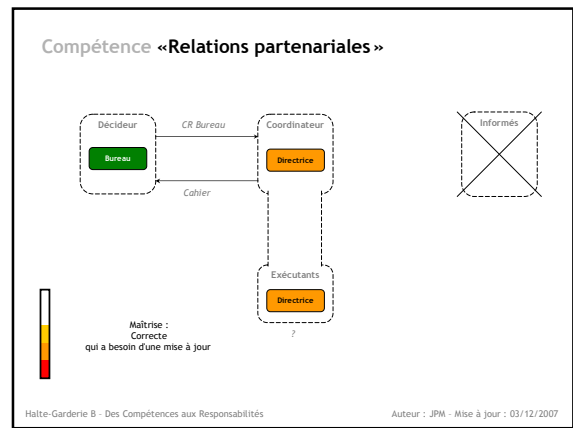 Compétence «Relations partenariales»
Décideur
CR Bureau
Coordinateur
Informés
Bureau
Directrice
Cahier
Exécutants
Directrice
?
Maîtrise :
Correcte
qui a besoin d'une mise à jour
Halte-Garderie B - Des Compétences aux Responsabilités
Auteur : JPM - Mise à jour : 03/12/2007